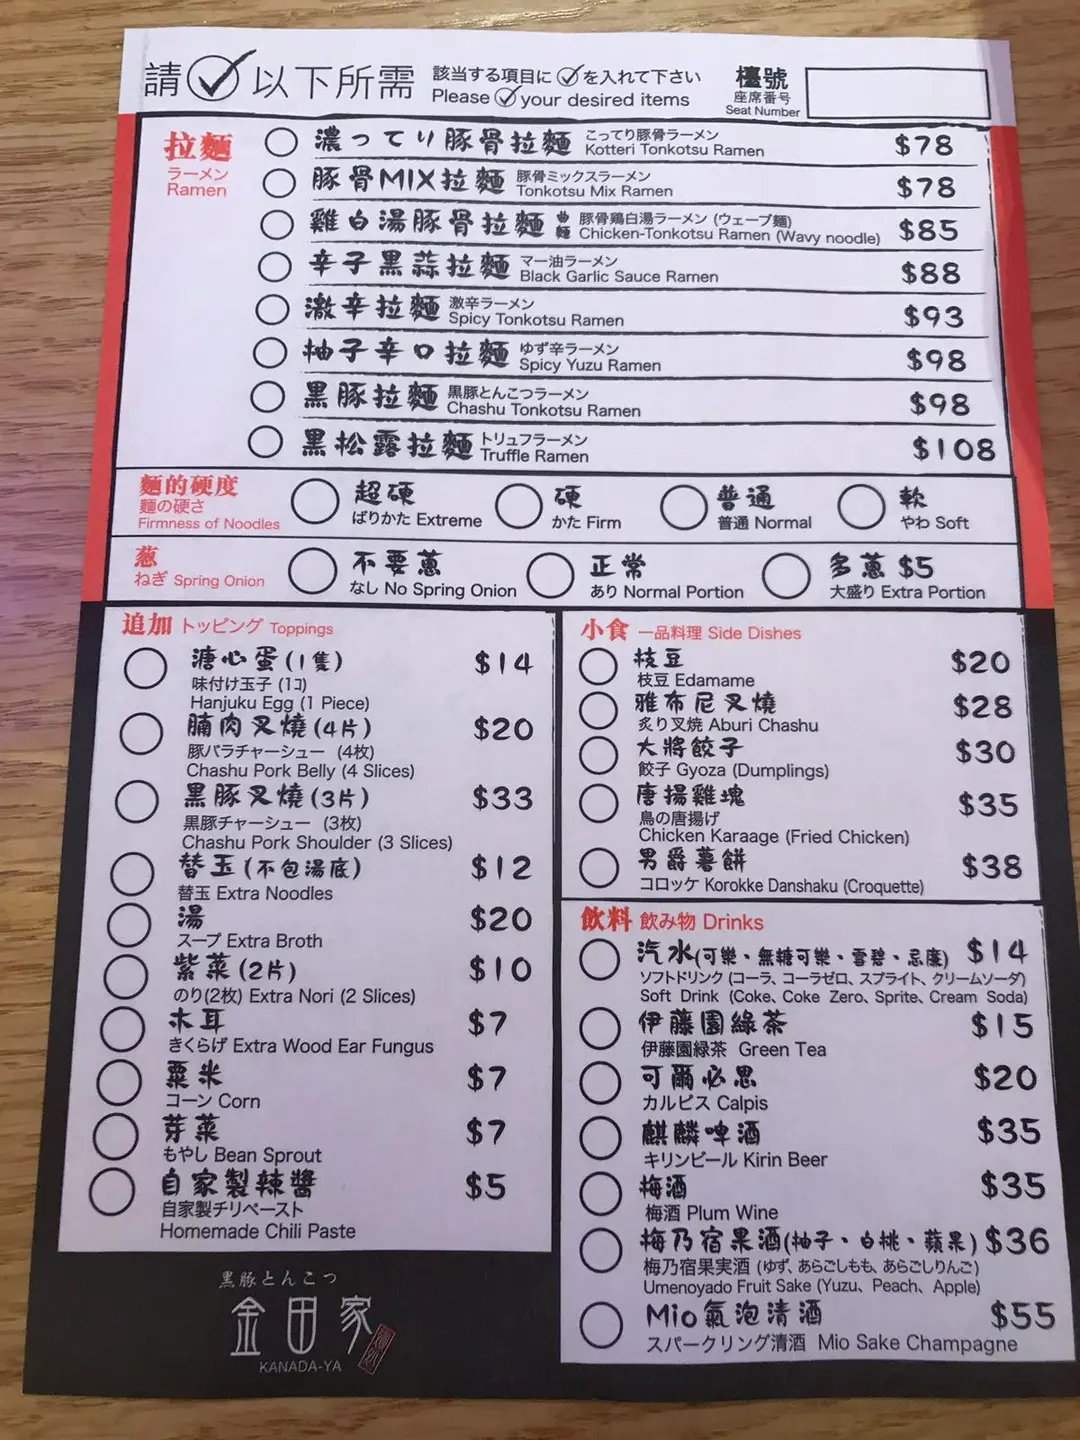 請✓以下所需
該当する項目に✓を入れて下さい
Please ✓ your desired items
檯號
座席番号
Seat Number
拉麵
ラーメン
Ramen
濃ってり豚骨拉麵 こってり豚骨ラーメン $78
Kotteri Tonkotsu Ramen
豚骨MIX拉麵 豚骨ミックスラーメン $78
Tonkotsu Mix Ramen
雞白湯豚骨拉麵 曲麵 豚骨鶏白湯ラーメン (ウェーブ麺) $85
Chicken-Tonkotsu Ramen (Wavy noodle)
辛子黒蒜拉麵 マー油ラーメン $88
Black Garlic Sauce Ramen
激辛拉麵 激辛ラーメン $93
Spicy Tonkotsu Ramen
柚子辛口拉麵 ゆず辛ラーメン $98
Spicy Yuzu Ramen
黒豚拉麵 黒豚とんこつラーメン $98
Chashu Tonkotsu Ramen
黒松露拉麵 トリュフラーメン $108
Truffle Ramen
麵的硬度
麺の硬さ
Firmness of Noodles
超硬
ばりかた Extreme
硬
かた Firm
普通
普通 Normal
軟
やわ Soft
葱
ねぎ Spring Onion
不要蔥
なし No Spring Onion
正常
あり Normal Portion
多蔥 $5
大盛り Extra Portion
追加 トッピング Toppings
溏心蛋(1隻) $14
味付け玉子 (1コ)
Hanjuku Egg (1 Piece)
腩肉叉燒(4片) $20
豚バラチャーシュー (4枚)
Chashu Pork Belly (4 Slices)
黒豚叉燒(3片) $33
黒豚チャーシュー (3枚)
Chashu Pork Shoulder (3 Slices)
替玉(不包湯底) $12
替玉 Extra Noodles
湯 $20
スープ Extra Broth
紫菜(2片) $10
のり(2枚) Extra Nori (2 Slices)
木耳 $7
きくらげ Extra Wood Ear Fungus
粟米 $7
コーン Corn
芽菜 $7
もやし Bean Sprout
自家製辣醬 $5
自家製チリペースト
Homemade Chili Paste
小食 一品料理 Side Dishes
枝豆 $20
枝豆 Edamame
雅布尼叉燒 $28
炙り叉焼 Aburi Chashu
大將餃子 $30
餃子 Gyoza (Dumplings)
唐揚雞塊 $35
鳥の唐揚げ
Chicken Karaage (Fried Chicken)
男爵薯餅 $38
コロッケ Korokke Danshaku (Croquette)
飲料 飲み物 Drinks
汽水(可樂、無糖可樂、雪碧、忌廉) $14
ソフトドリンク (コーラ、コーラゼロ、スプライト、クリームソーダ)
Soft Drink (Coke、Coke Zero、Sprite、Cream Soda)
伊藤園綠茶 $15
伊藤園緑茶 Green Tea
可爾必思 $20
カルピス Calpis
麒麟啤酒 $35
キリンビール Kirin Beer
梅酒 $35
梅酒 Plum Wine
梅乃宿果酒(柚子、白桃、蘋果) $36
梅乃宿果実酒 (ゆず、あらごしもも、あらごしりんご)
Umenoyado Fruit Sake (Yuzu、Peach、Apple)
Mio氣泡清酒 $55
スパークリング清酒 Mio Sake Champagne
黒豚とんこつ
金田家
KANADA-YA